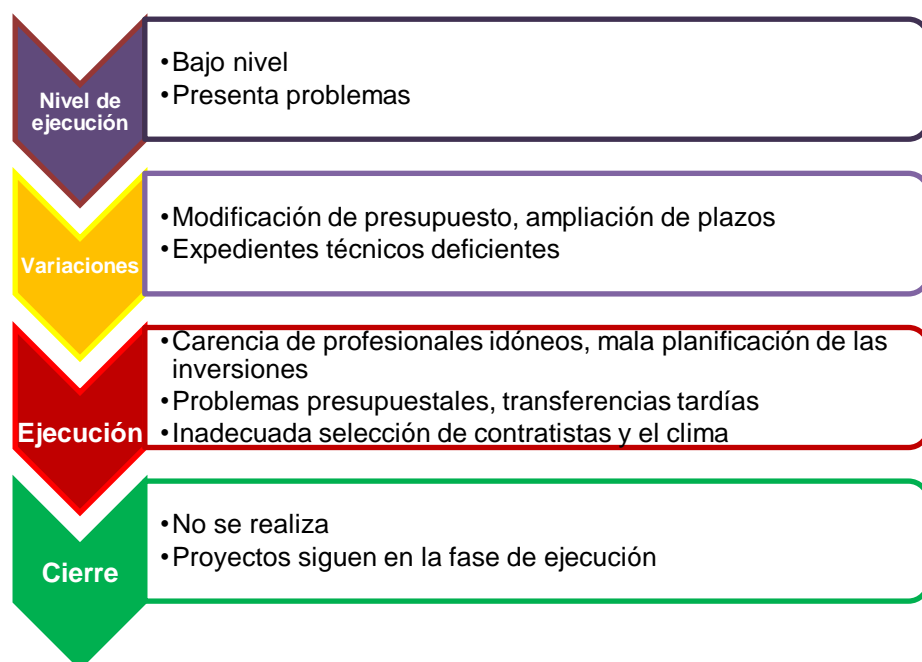 Nivel de
ejecución
•Bajo nivel
•Presenta problemas
Variaciones
•Modificación de presupuesto, ampliación de plazos
•Expedientes técnicos deficientes
Ejecución
•Carencia de profesionales idóneos, mala planificación de las
inversiones
•Problemas presupuestales, transferencias tardías
•Inadecuada selección de contratistas y el clima
Cierre
•No se realiza
•Proyectos siguen en la fase de ejecución